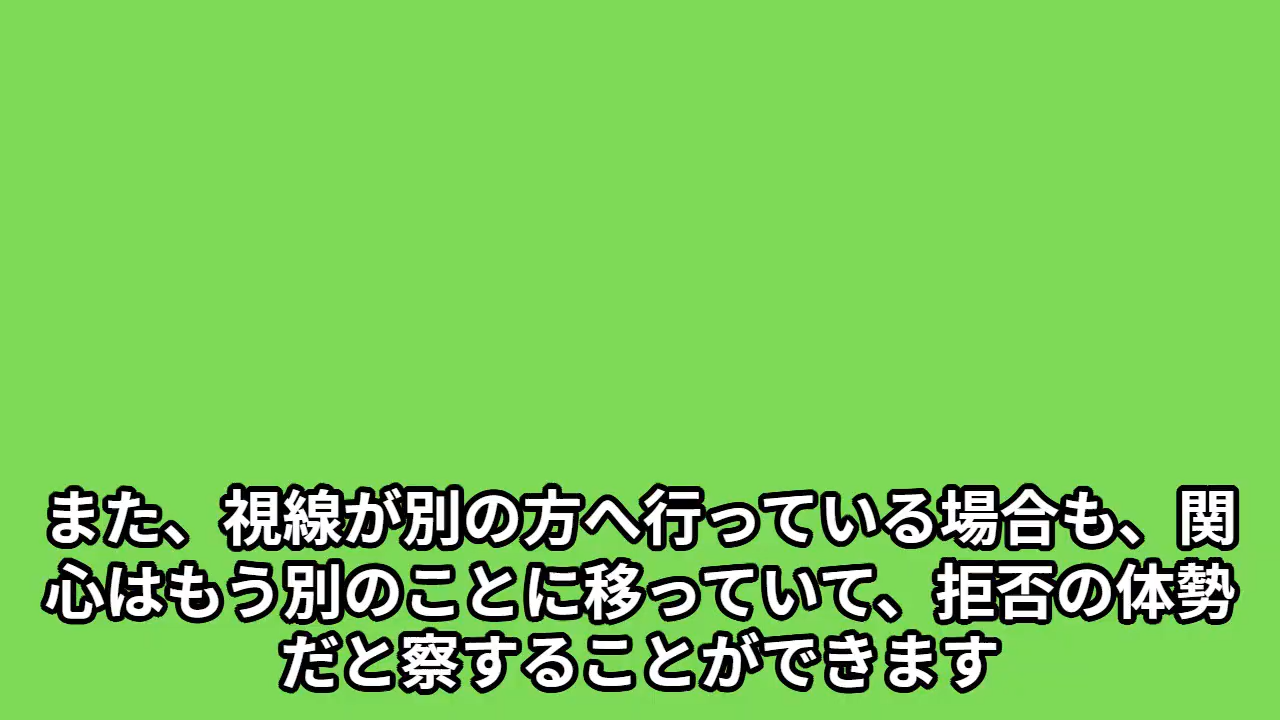 また、視線が別の方へ行っている場合も、関
心はもう別のことに移っていて、拒否の体勢
だと察することができます